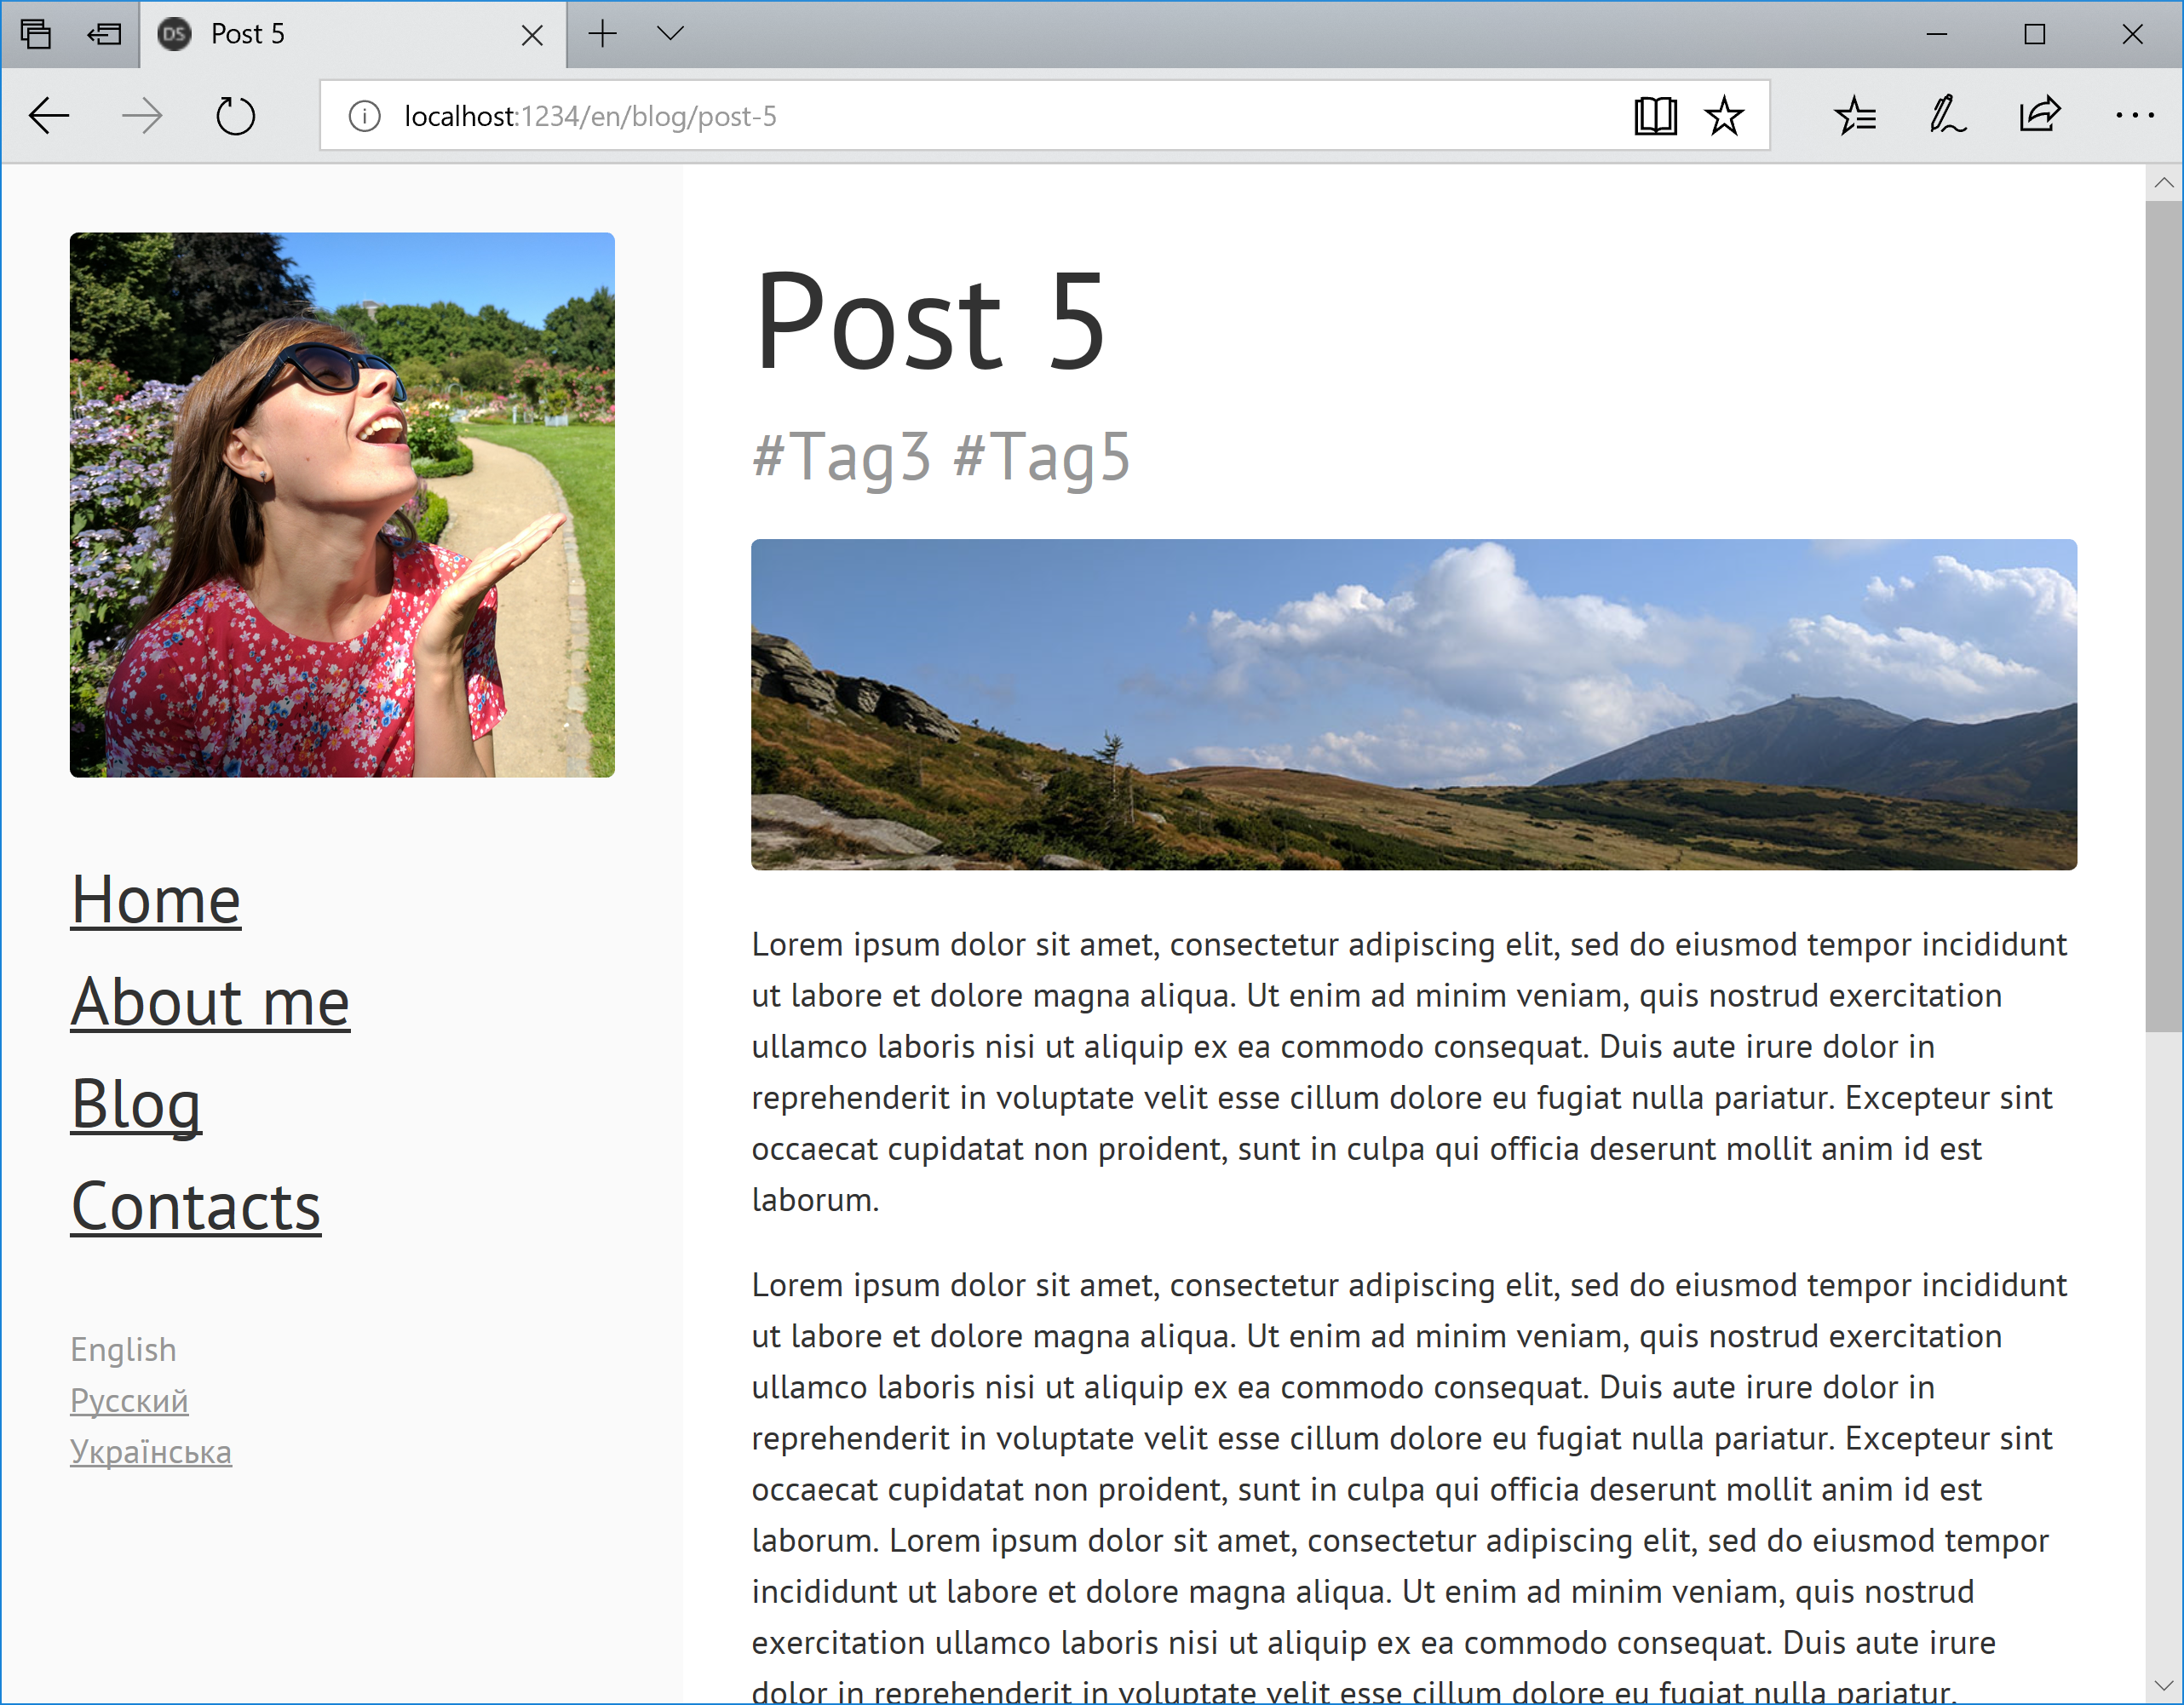 DS Post 5
localhost:1234/en/blog/post-5
Home
About me
Blog
Contacts
English
Русский
Українська
Post 5
#Tag3 #Tag5
Lorem ipsum dolor sit amet, consectetur adipiscing elit, sed do eiusmod tempor incididunt
ut labore et dolore magna aliqua. Ut enim ad minim veniam, quis nostrud exercitation
ullamco laboris nisi ut aliquip ex ea commodo consequat. Duis aute irure dolor in
reprehenderit in voluptate velit esse cillum dolore eu fugiat nulla pariatur. Excepteur sint
occaecat cupidatat non proident, sunt in culpa qui officia deserunt mollit anim id est
laborum.
Lorem ipsum dolor sit amet, consectetur adipiscing elit, sed do eiusmod tempor incididunt
ut labore et dolore magna aliqua. Ut enim ad minim veniam, quis nostrud exercitation
ullamco laboris nisi ut aliquip ex ea commodo consequat. Duis aute irure dolor in
reprehenderit in voluptate velit esse cillum dolore eu fugiat nulla pariatur. Excepteur sint
occaecat cupidatat non proident, sunt in culpa qui officia deserunt mollit anim id est
laborum. Lorem ipsum dolor sit amet, consectetur adipiscing elit, sed do eiusmod tempor
incididunt ut labore et dolore magna aliqua. Ut enim ad minim veniam, quis nostrud
exercitation ullamco laboris nisi ut aliquip ex ea commodo consequat. Duis aute irure
dolor in reprehenderit in voluptate velit esse cillum dolore eu fugiat nulla pariatur.